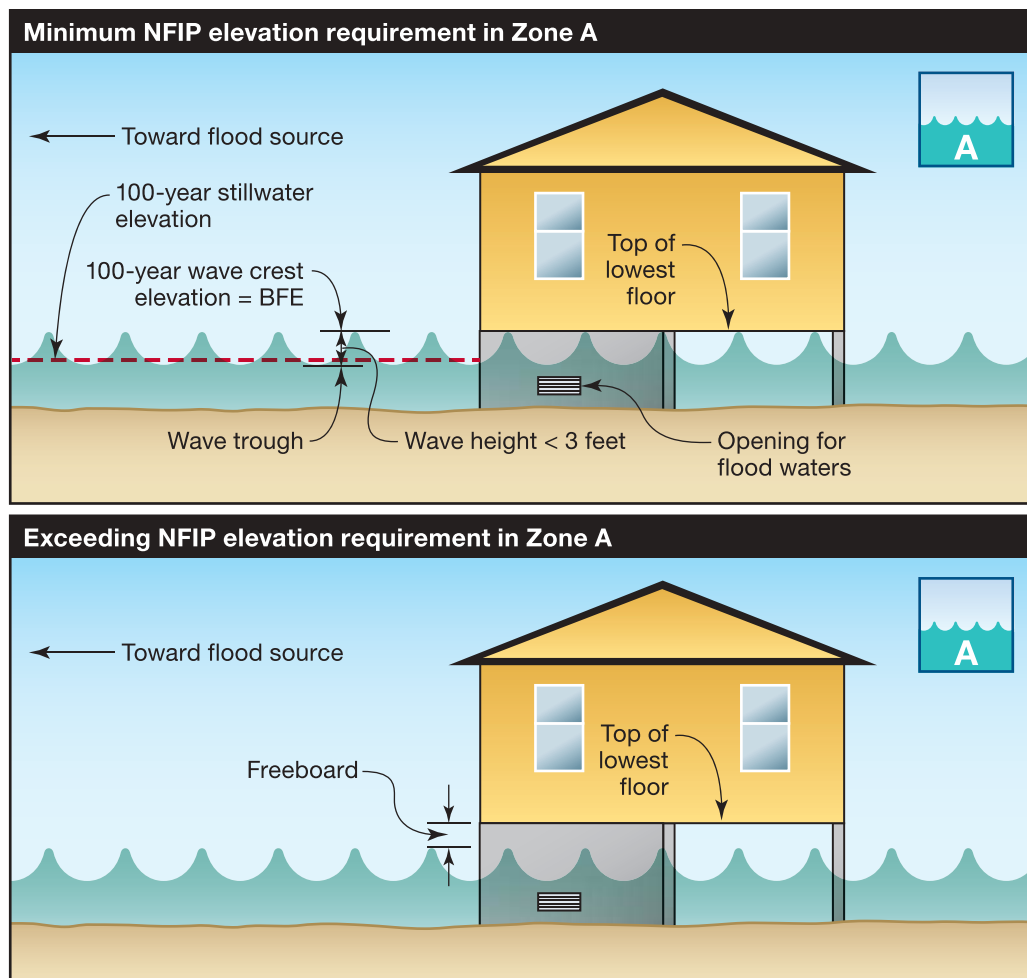 Minimum NFIP elevation requirement in Zone A
A
Toward flood source
100-year stillwater
elevation
Top of
lowest
floor
100-year wave crest
elevation = BFE
Wave trough
Wave height < 3 feet
Opening for
flood waters
Exceeding NFIP elevation requirement in Zone A
A
Toward flood source
Top of
lowest
floor
Freeboard